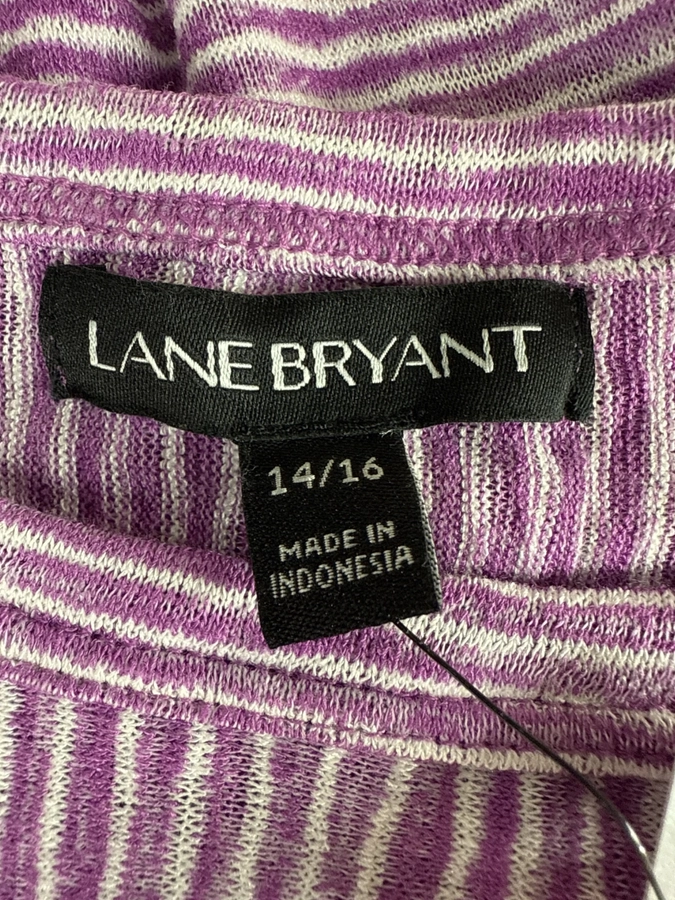 LANE BRYANT
14/16
MADE IN
INDONESIA